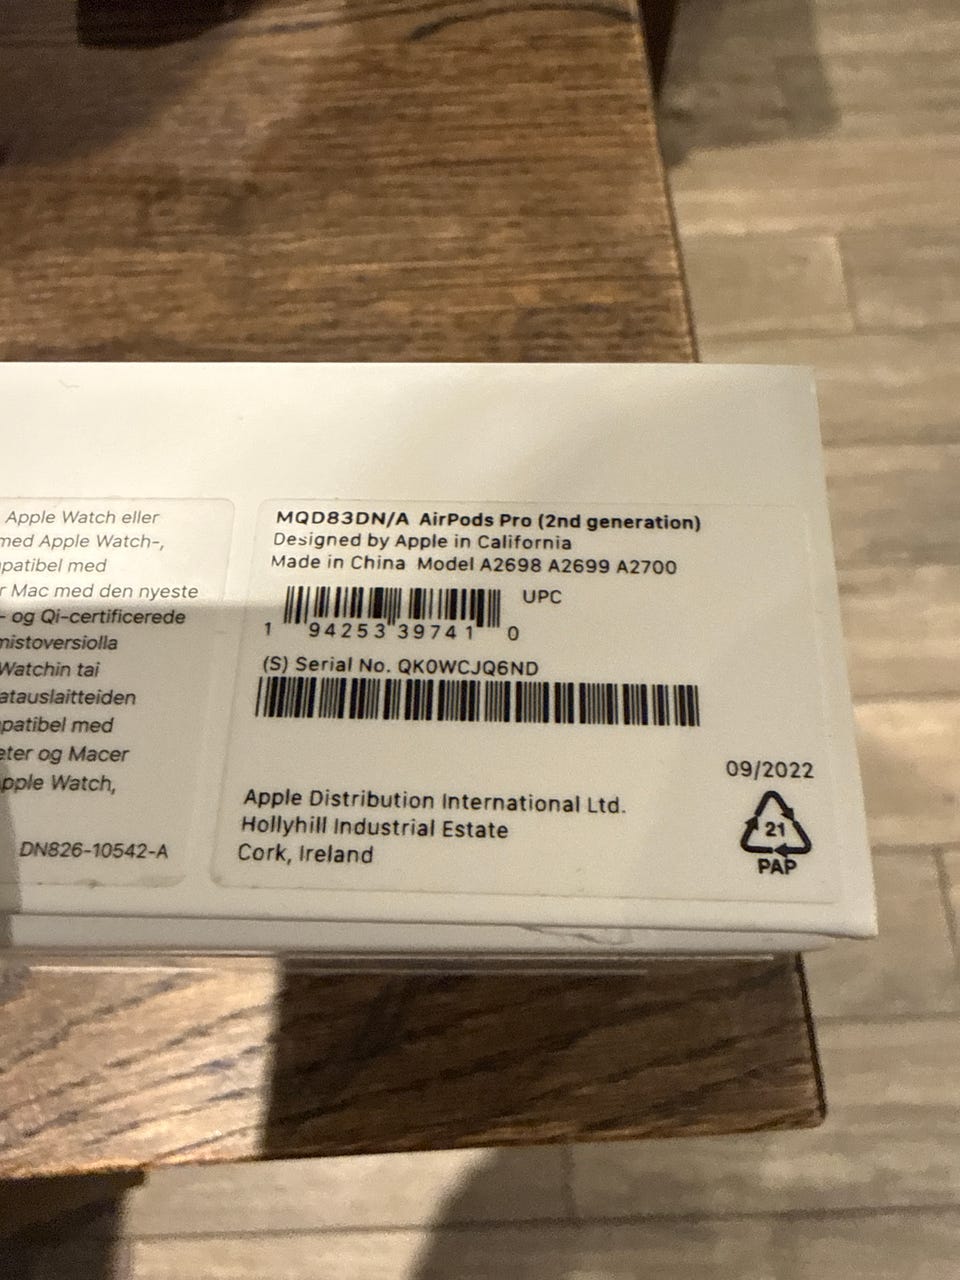 Apple Watch eller
med Apple Watch-,
patibel med
r Mac med den nyeste
- og Qi-certificerede
mistoversiolla
Watchin tai
atauslaitteiden
patibel med
eter og Macer
pple Watch,
DN826-10542-A
MQD83DN/A AirPods Pro (2nd generation)
Designed by Apple in California
Made in China Model A2698 A2699 A2700
UPC
1 94253 39741 0
(S) Serial No. QK0WCJQ6ND
09/2022
Apple Distribution International Ltd.
Hollyhill Industrial Estate
Cork, Ireland
21
PAP